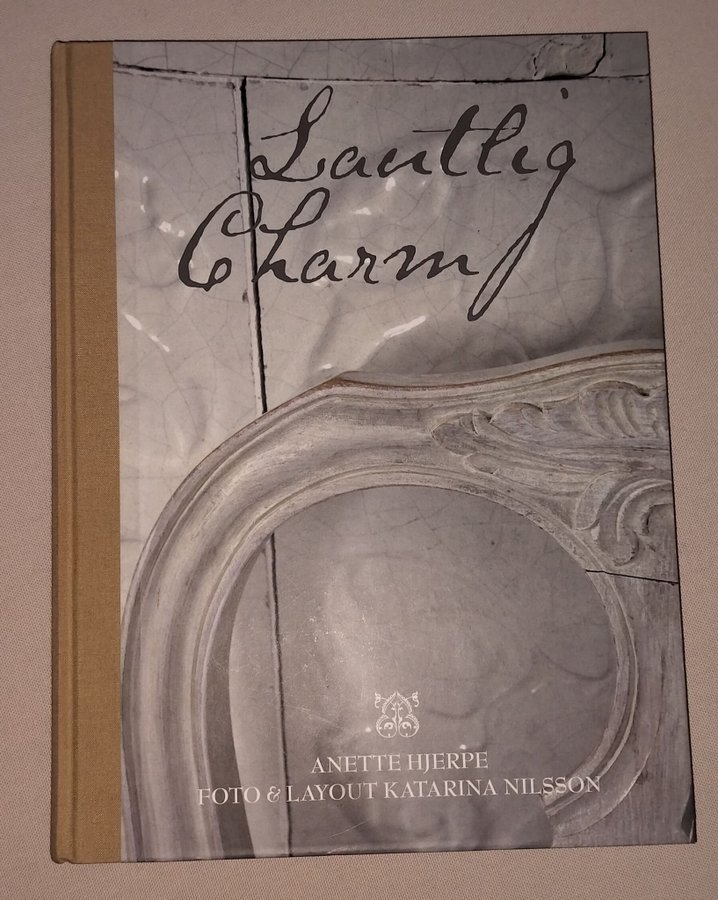 Lantlig
Charm
ANETTE HJERPE
FOTO & LAYOUT KATARINA NILSSON